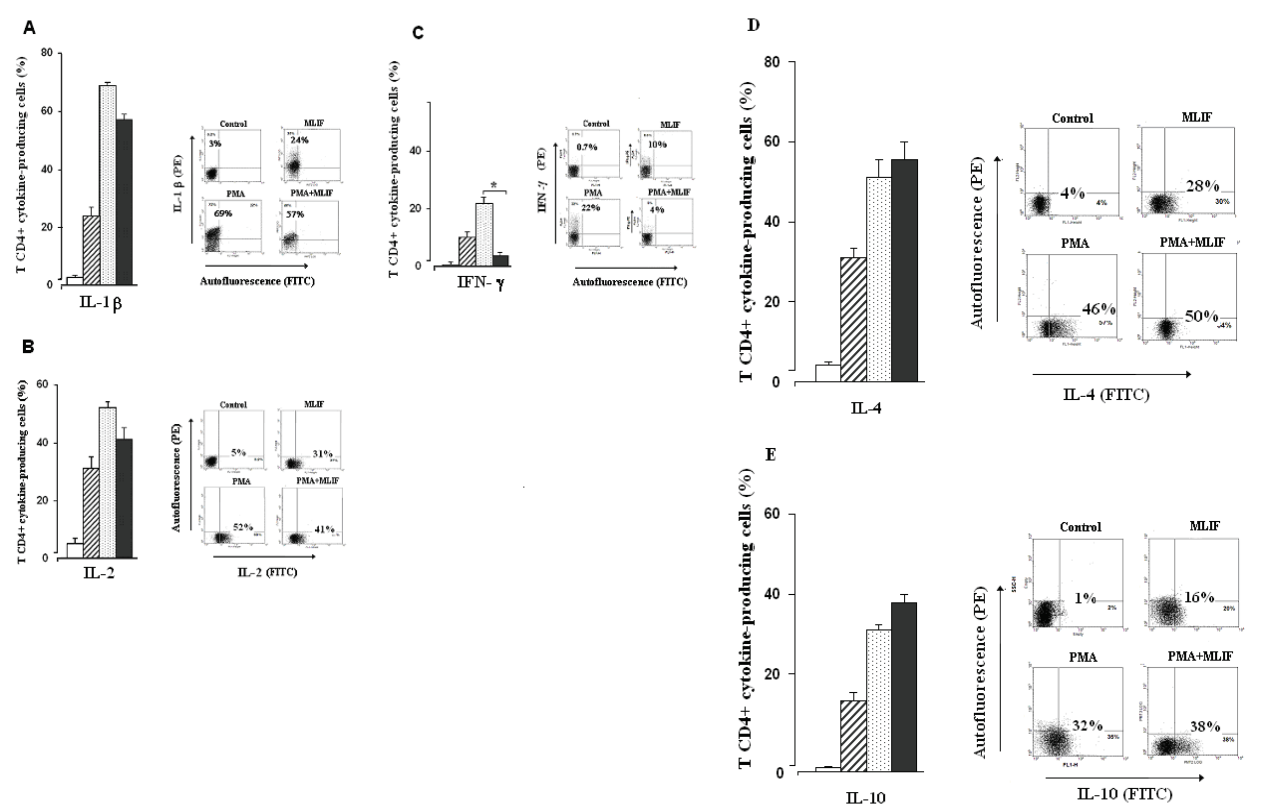 A
T CD4+ cytokine-producing cells (%)
80
60
40
20
0
IL-1β
IL-1 β (PE)
Control
3%
MLIF
24%
PMA
69%
PMA+MLIF
57%
Autofluorescence (FITC)
B
T CD4+ cytokine-producing cells (%)
60
40
20
0
IL-2
Autofluorescence (PE)
Control
5%
MLIF
31%
PMA
52%
PMA+MLIF
41%
IL-2 (FITC)
C
T CD4+ cytokine-producing cells (%)
40
20
0
*
IFN- γ
IFN-γ (PE)
Control
0.7%
MLIF
10%
PMA
22%
PMA+MLIF
4%
Autofluorescence (FITC)
D
T CD4+ cytokine-producing cells (%)
80
60
40
20
0
IL-4
Autofluorescence (PE)
Control
4%
4%
MLIF
28%
30%
PMA
46%
PMA+MLIF
50%
IL-4 (FITC)
E
T CD4+ cytokine-producing cells (%)
60
40
20
0
IL-10
Autofluorescence (PE)
SSC-H
Control
1%
2%
MLIF
16%
PMA
32%
FL1-H
PMA+MLIF
38%
38%
IL-10 (FITC)